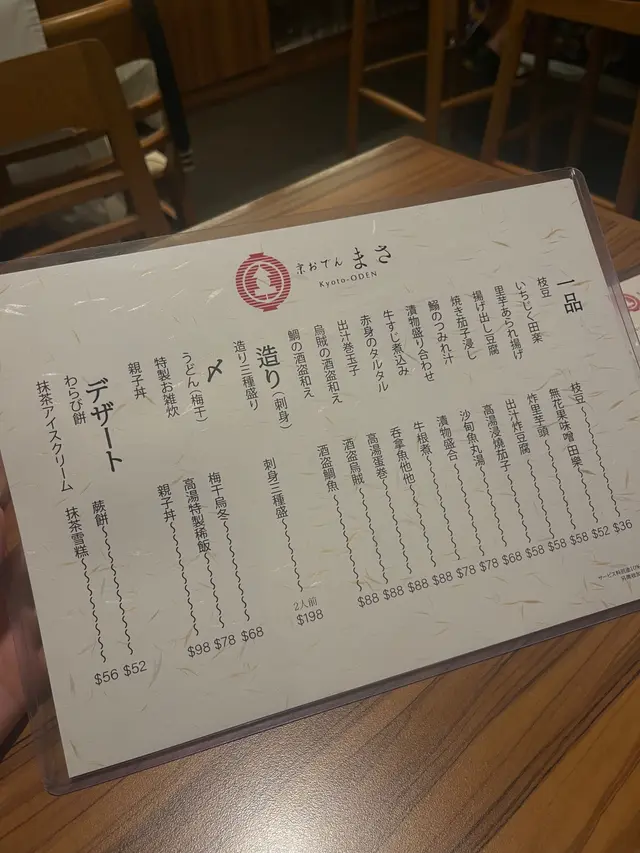 京おでん まさ
Kyoto-ODEN
一品
枝豆 枝豆 $36
いちじく田楽 無花果味噌田樂 $52
里芋あられ揚げ 炸里芋頭 $58
揚げ出し豆腐 出汁炸豆腐 $58
焼き茄子浸し 高湯浸燒茄子 $58
鰯のつみれ汁 沙甸魚丸湯 $68
漬物盛り合わせ 漬物盛合 $78
牛すじ煮込み 牛根煮 $78
赤身のタルタル 吞拿魚他他 $88
出汁巻玉子 高湯蛋巻 $88
烏賊の酒盗和え 酒盗烏賊 $88
鯛の酒盗和え 酒盗鯛魚 $88
造り(刺身)
造り三種盛り 刺身三種盛 2人前 $198
〆
うどん(梅干) 梅干烏冬 $68
特製お雑炊 高湯特製稀飯 $78
親子丼 親子丼 $98
デザート
わらび餅 蕨餅 $52
抹茶アイスクリーム 抹茶雪糕 $56
サービス料別途